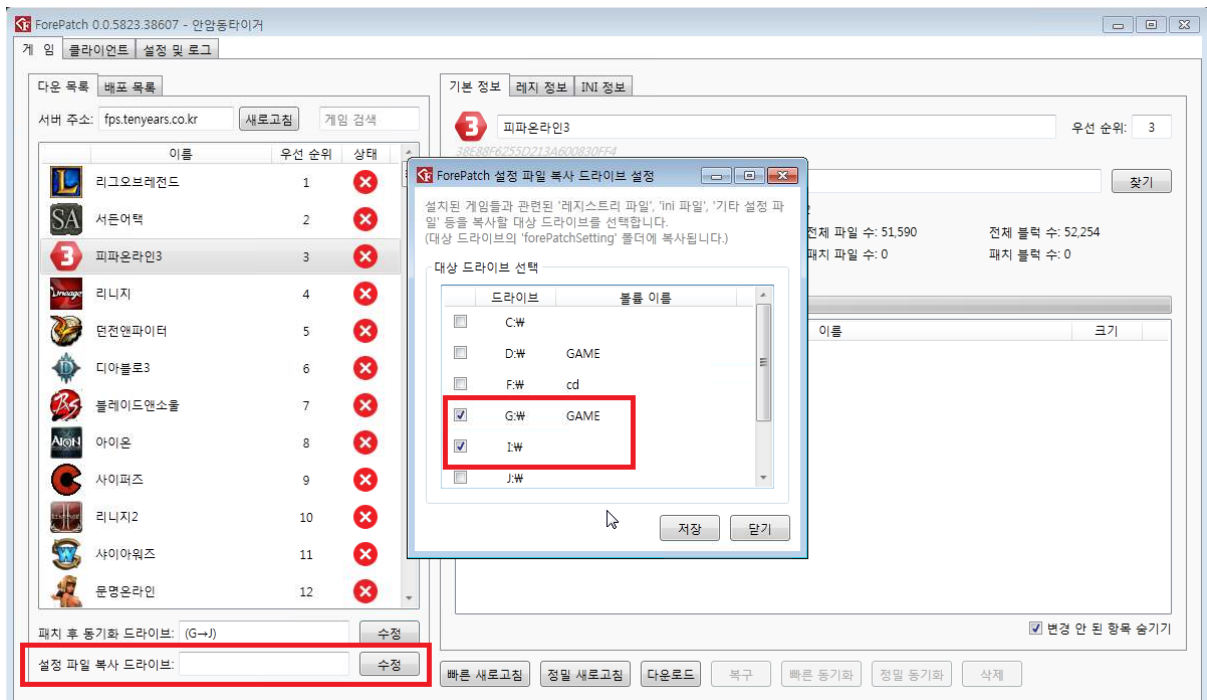 ForePatch 0.0.5823.38607 - 안암동타이거
게 임 클라이언트 설정 및 로그
다운 목록 배포 목록
서버 주소: fps.tenyears.co.kr 새로고침 게임 검색
이름 우선 순위 상태
리그오브레전드 1
서든어택 2
피파온라인3 3
리니지 4
던전앤파이터 5
디아블로3 6
블레이드앤소울 7
아이온 8
사이퍼즈 9
리니지2 10
샤이아워즈 11
문명온라인 12
패치 후 동기화 드라이브: (G→J) 수정
설정 파일 복사 드라이브: 수정
기본 정보 레지 정보 INI 정보
피파온라인3 우선 순위: 3
38E88F6255D213A600830FF4
찾기
전체 파일 수: 51,590 전체 블럭 수: 52,254
패치 파일 수: 0 패치 블럭 수: 0
이름 크기
변경 안 된 항목 숨기기
빠른 새로고침 정밀 새로고침 다운로드 복구 빠른 동기화 정밀 동기화 삭제
ForePatch 설정 파일 복사 드라이브 설정
설치된 게임들과 관련된 '레지스트리 파일', 'ini 파일', '기타 설정 파
일' 등을 복사할 대상 드라이브를 선택합니다.
(대상 드라이브의 'forePatchSetting' 폴더에 복사됩니다.)
대상 드라이브 선택
드라이브 볼륨 이름
C:₩
D:₩ GAME
F:₩ cd
G:₩ GAME
I:₩
J:₩
저장 닫기